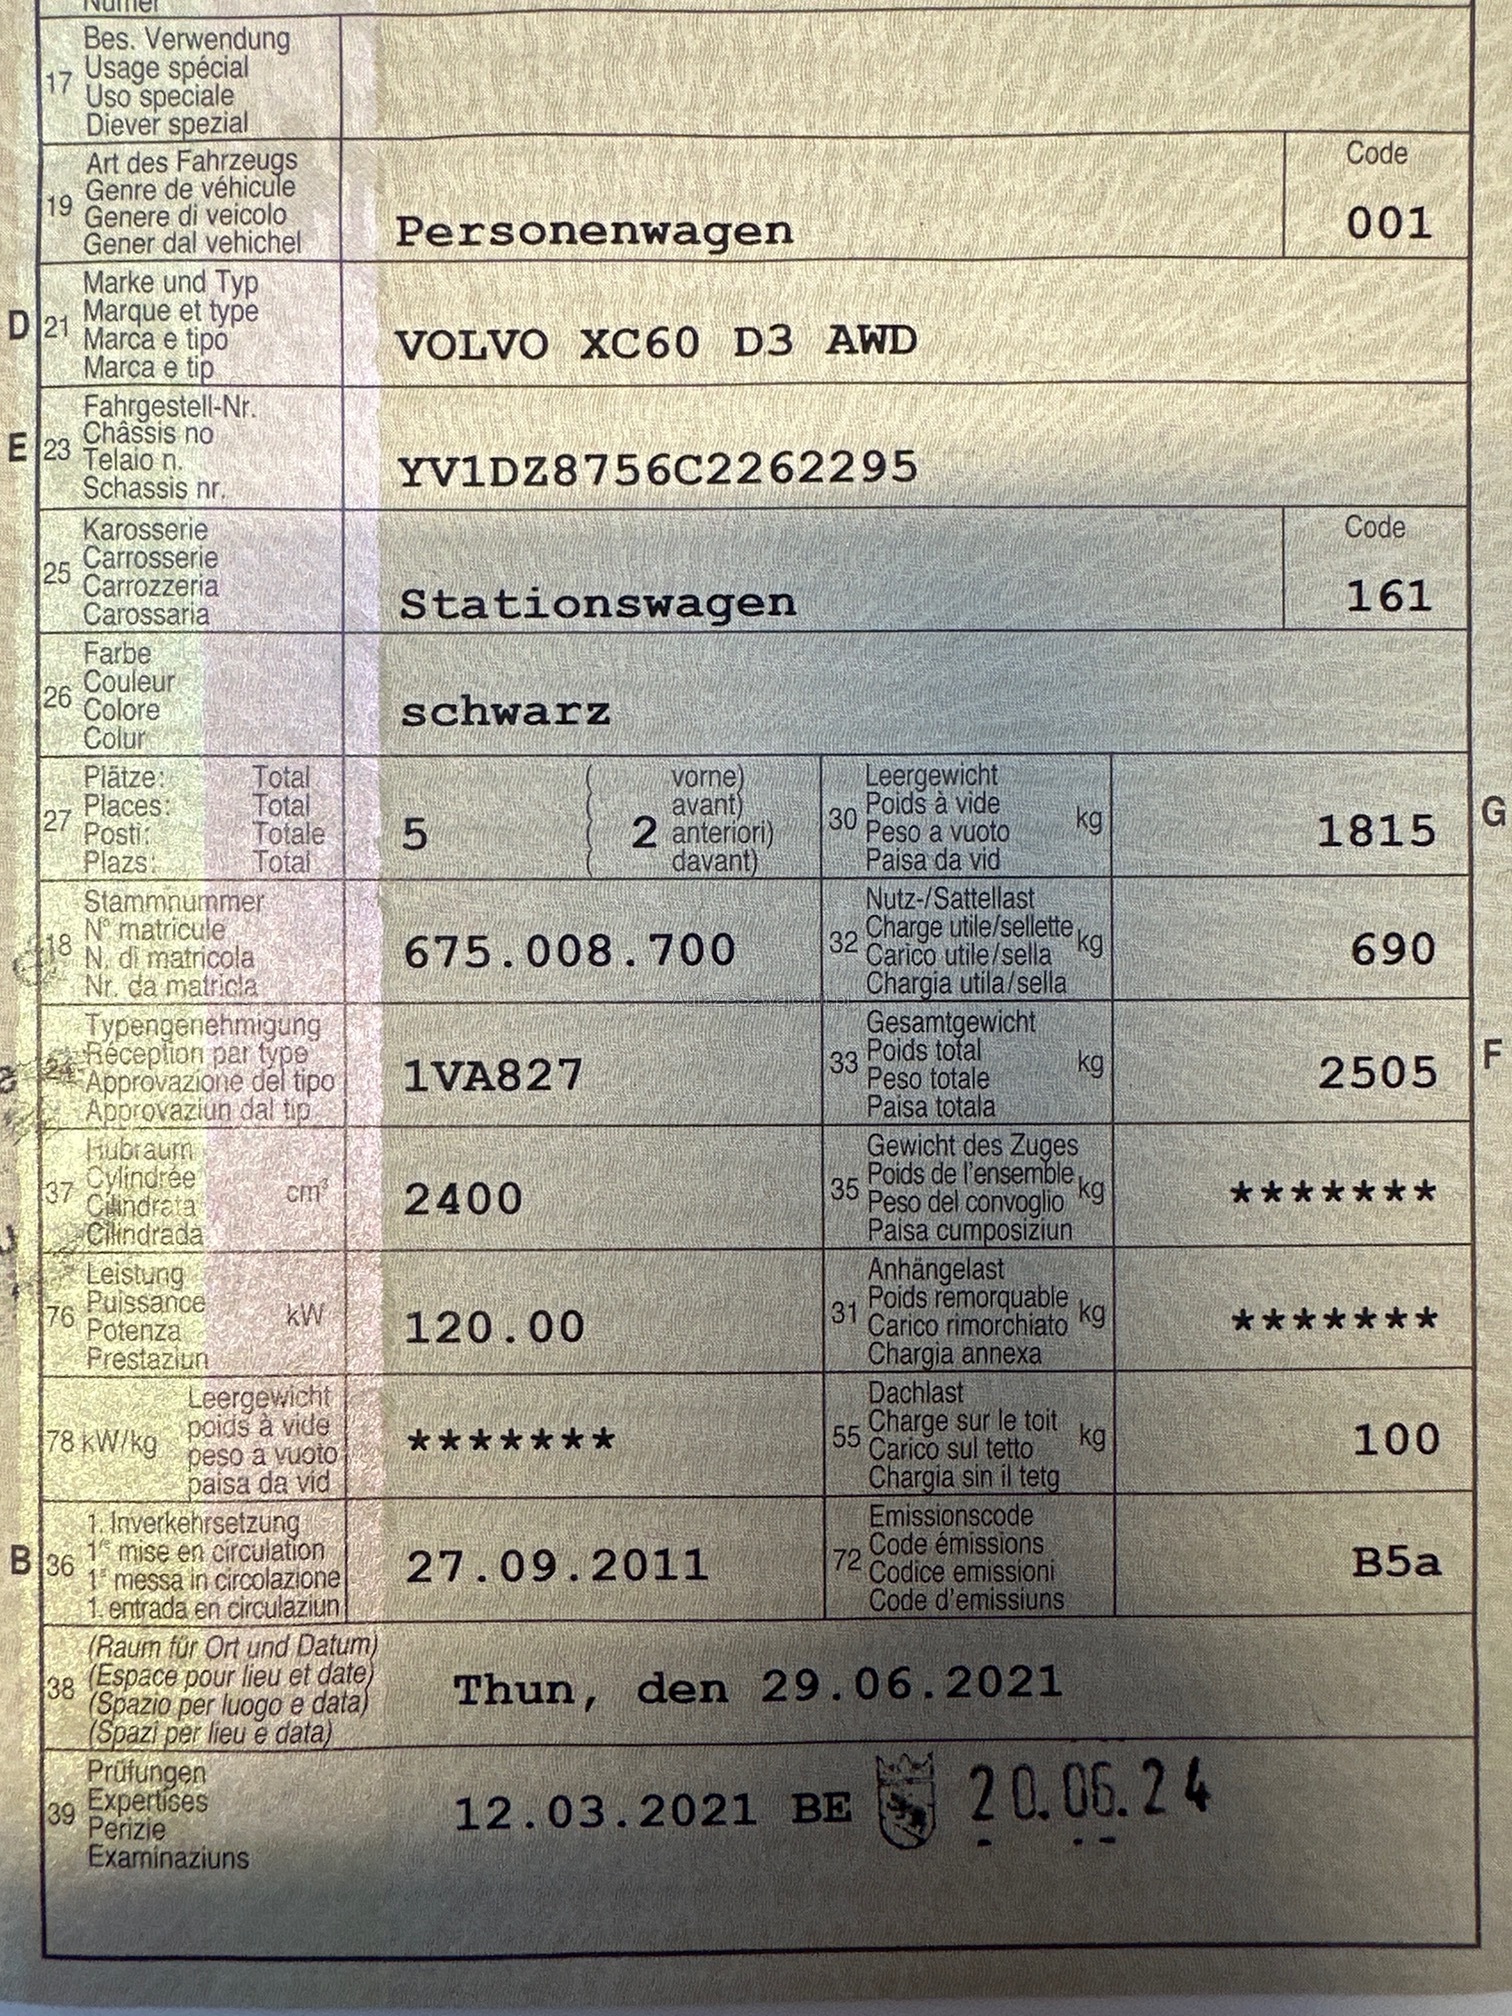 Numer
17 Bes. Verwendung
Usage spécial
Uso speciale
Diever spezial
19 Art des Fahrzeugs
Genre de véhicule
Genere di veicolo
Gener dal vehichel
Personenwagen
Code
001
D 21 Marke und Typ
Marque et type
Marca e tipo
Marca e tip
VOLVO XC60 D3 AWD
E 23 Fahrgestell-Nr.
Châssis no
Telaio n.
Schassis nr.
YV1DZ8756C2262295
25 Karosserie
Carrosserie
Carrozzeria
Carossaria
Stationswagen
Code
161
26 Farbe
Couleur
Colore
Colur
schwarz
27 Plätze: Total
Places: Total
Posti: Totale
Plazs: Total
5
2
vorne)
avant)
anteriori)
davant)
30 Leergewicht
Poids à vide
Peso a vuoto
Paisa da vid
kg
1815
G
18 Stammnummer
N° matricule
N. di matricola
Nr. da matricla
675.008.700
32 Nutz-/Sattellast
Charge utile/sellette
Carico utile/sella
Chargia utila/sella
kg
690
24 Typengenehmigung
Réception par type
Approvazione del tipo
Approvaziun dal tip
1VA827
33 Gesamtgewicht
Poids total
Peso totale
Paisa totala
kg
2505
F
37 Hubraum
Cylindrée
Cilindrata
Cilindrada
cm³
2400
35 Gewicht des Zuges
Poids de l'ensemble
Peso del convoglio
Paisa cumposiziun
kg
*******
76 Leistung
Puissance
Potenza
Prestaziun
kW
120.00
31 Anhängelast
Poids remorquable
Carico rimorchiato
Chargia annexa
kg
*******
78 kW/kg
Leergewicht
poids à vide
peso a vuoto
paisa da vid
*******
55 Dachlast
Charge sur le toit
Carico sul tetto
Chargia sin il tetg
kg
100
B 36 1. Inverkehrsetzung
1re mise en circulation
1a messa in circolazione
1. entrada en circulaziun
27.09.2011
72 Emissionscode
Code émissions
Codice emissioni
Code d'emissiuns
B5a
38 (Raum für Ort und Datum)
(Espace pour lieu et date)
(Spazio per luogo e data)
(Spazi per lieu e data)
Thun, den 29.06.2021
39 Prüfungen
Expertises
Perizie
Examinaziuns
12.03.2021 BE 20.06.24